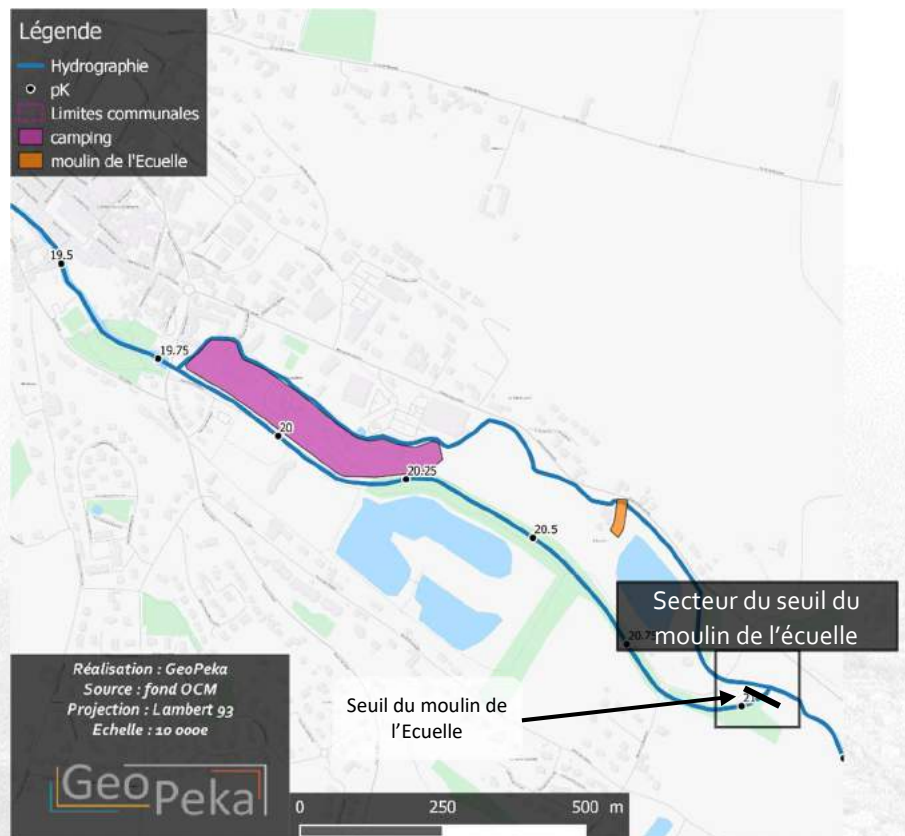 Légende
Hydrographie
pK
Limites communales
camping
moulin de l'Ecuelle
19.5
19.75
20
20.25
20.5
20.75
Secteur du seuil du
moulin de l'écuelle
21
Seuil du moulin de
l'Ecuelle
Réalisation : GeoPeka
Source : fond OCM
Projection : Lambert 93
Echelle : 10 000e
GeoPeka
0 250 500 m